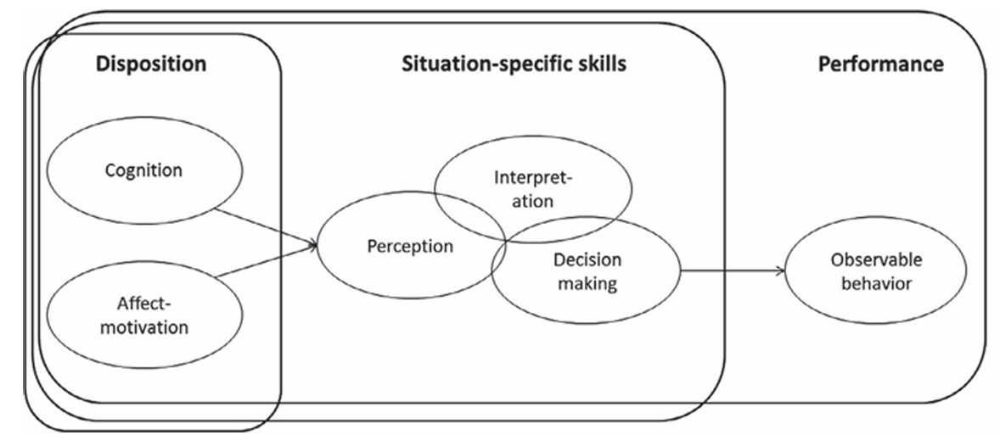 Disposition
Situation-specific skills
Performance
Cognition
Interpret-
ation
Perception
Decision
making
Observable
behavior
Affect-
motivation